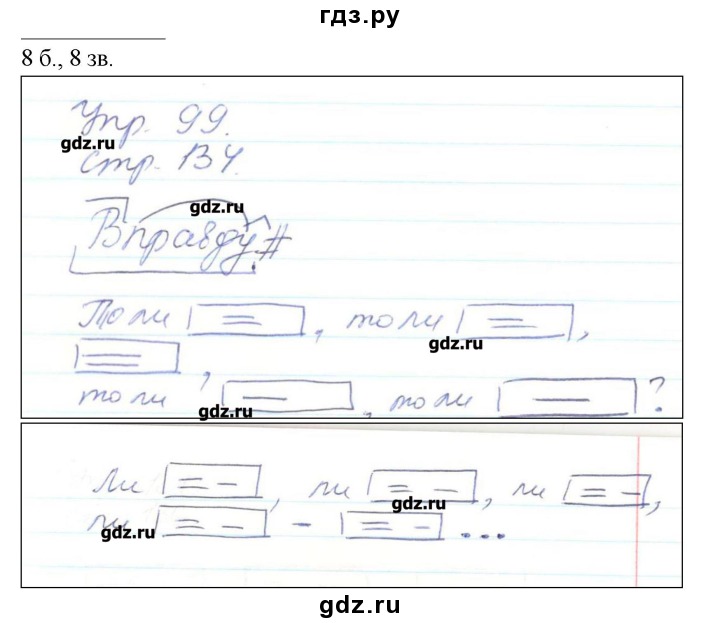 гдз.ру
8 б., 8 зв.
Упр. 99.
gdz.ru
стр. 134.
gdz.ru
Вправду#
То ли , то ли ,
gdz.ru
,
то ли , то ли ?
gdz.ru
Ли , ли , ли ,
gdz.ru
ли - ...
gdz.ru
gdz.ru